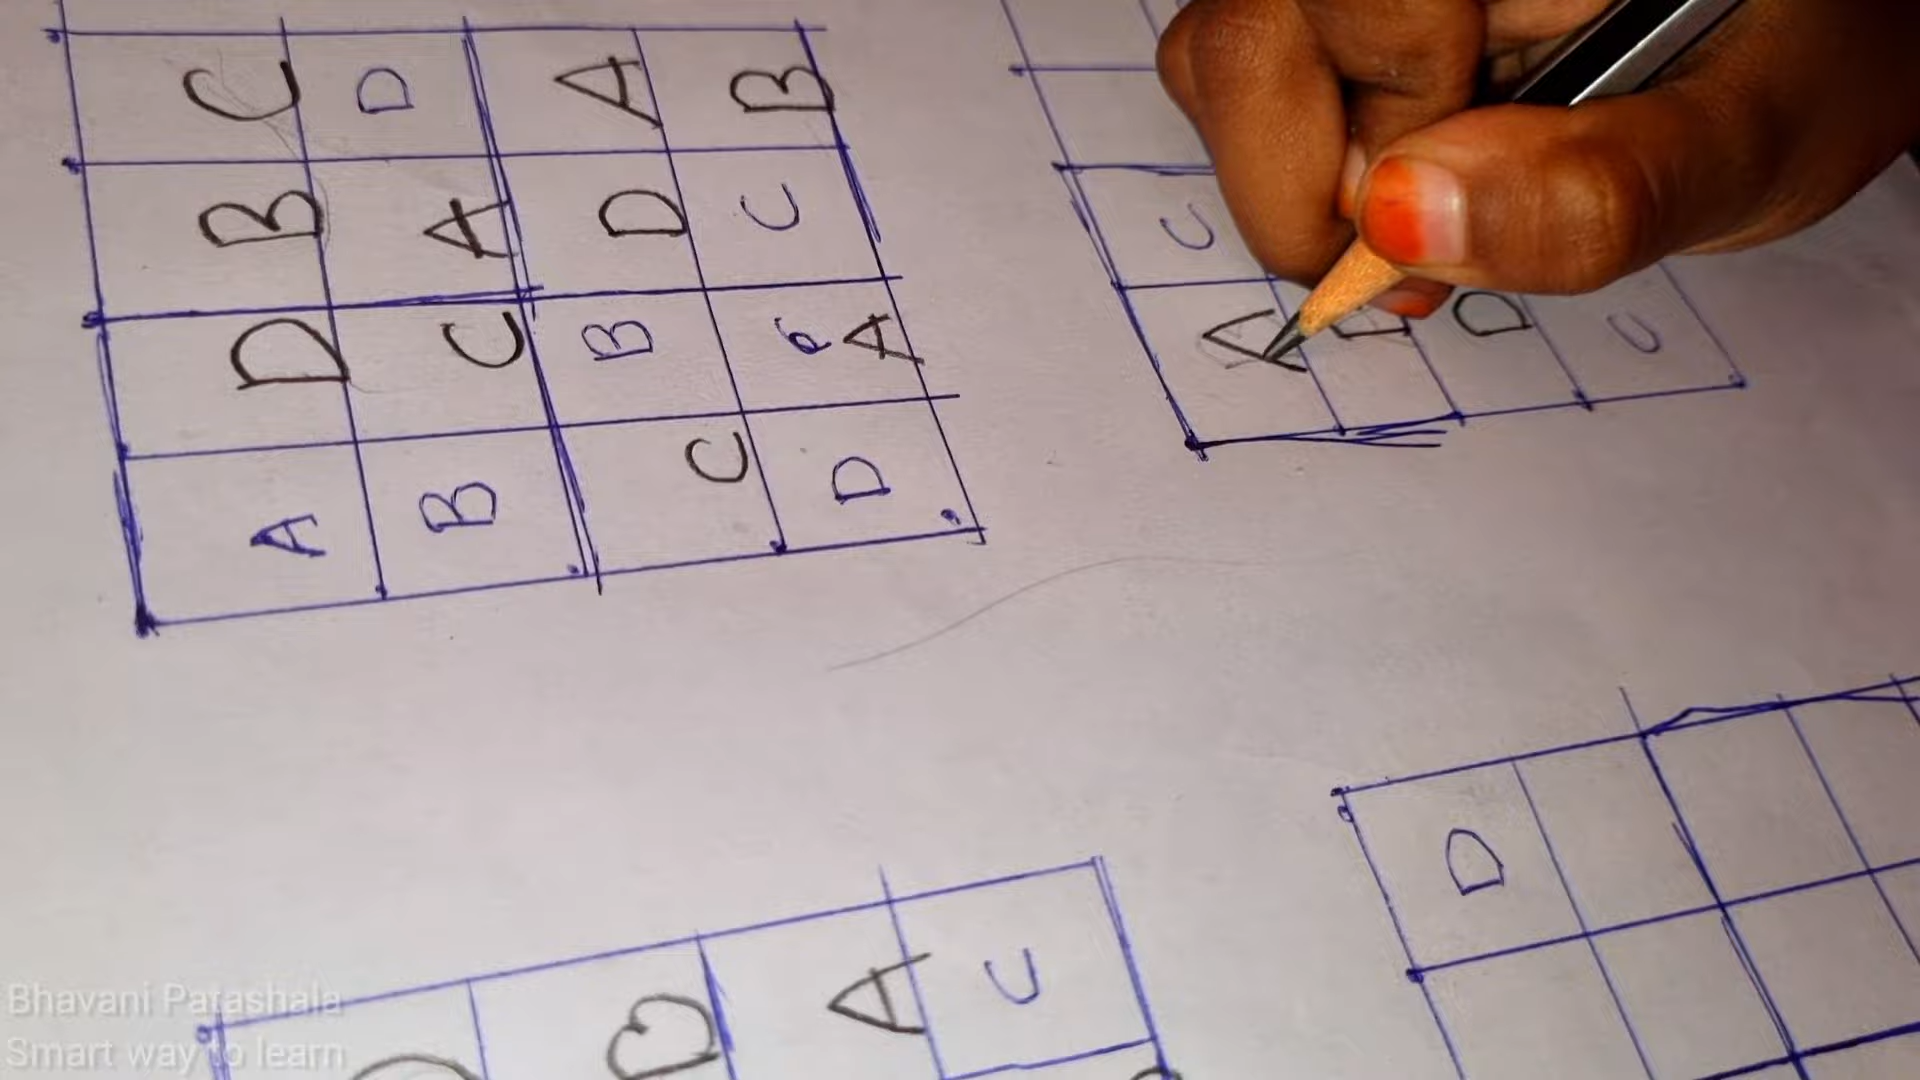 C D A B
B A D C
D C B A
A B C D
C
A D C
D
B A C
Bhavani Patashala
Smart way to learn